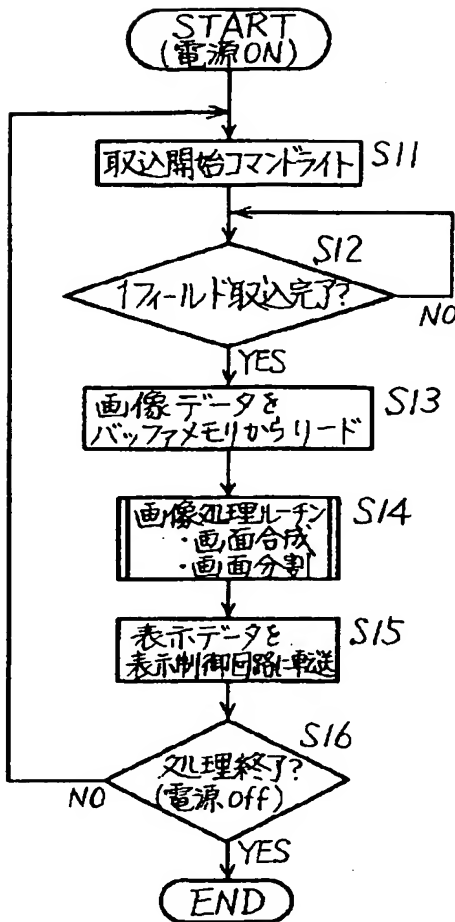 START
(電源ON)
取込開始コマンドライト
S11
S12
1フィールド取込完了?
NO
YES
画像データを
バッファメモリからリード
S13
画像処理ルーチン
・画面合成
・画面分割
S14
表示データを
表示制御回路に転送
S15
S16
処理終了?
(電源off)
NO
YES
END